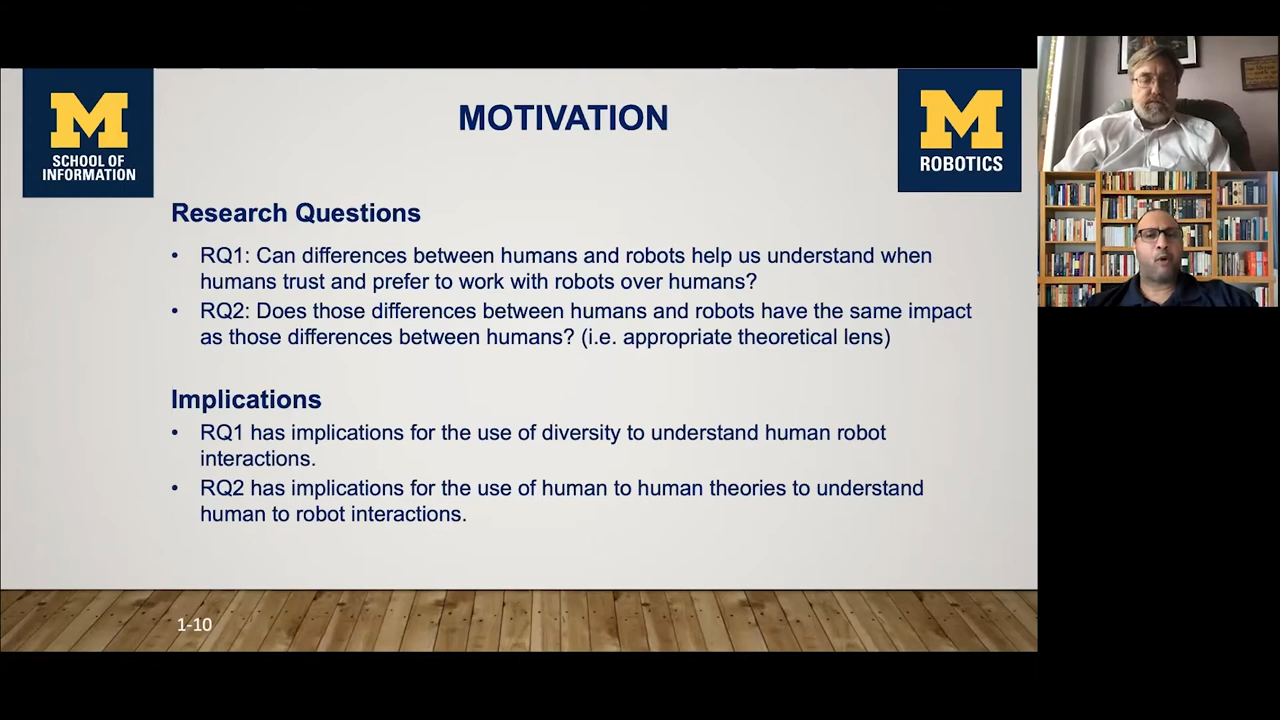 M
SCHOOL OF
INFORMATION
MOTIVATION
M
ROBOTICS
Research Questions
• RQ1: Can differences between humans and robots help us understand when
humans trust and prefer to work with robots over humans?
• RQ2: Does those differences between humans and robots have the same impact
as those differences between humans? (i.e. appropriate theoretical lens)
Implications
• RQ1 has implications for the use of diversity to understand human robot
interactions.
• RQ2 has implications for the use of human to human theories to understand
human to robot interactions.
1-10